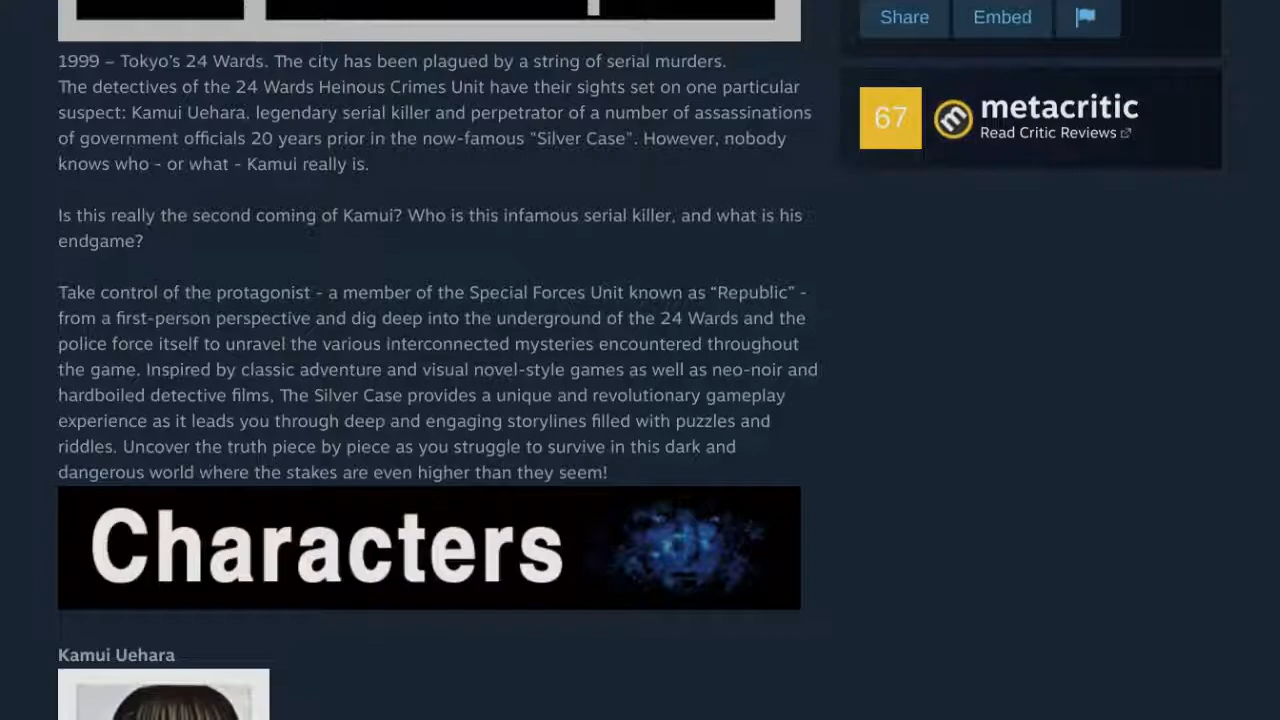 Share
Embed
67
metacritic
Read Critic Reviews
1999 – Tokyo's 24 Wards. The city has been plagued by a string of serial murders.
The detectives of the 24 Wards Heinous Crimes Unit have their sights set on one particular
suspect: Kamui Uehara. legendary serial killer and perpetrator of a number of assassinations
of government officials 20 years prior in the now-famous "Silver Case". However, nobody
knows who - or what - Kamui really is.
Is this really the second coming of Kamui? Who is this infamous serial killer, and what is his
endgame?
Take control of the protagonist - a member of the Special Forces Unit known as “Republic” -
from a first-person perspective and dig deep into the underground of the 24 Wards and the
police force itself to unravel the various interconnected mysteries encountered throughout
the game. Inspired by classic adventure and visual novel-style games as well as neo-noir and
hardboiled detective films, The Silver Case provides a unique and revolutionary gameplay
experience as it leads you through deep and engaging storylines filled with puzzles and
riddles. Uncover the truth piece by piece as you struggle to survive in this dark and
dangerous world where the stakes are even higher than they seem!
Characters
Kamui Uehara